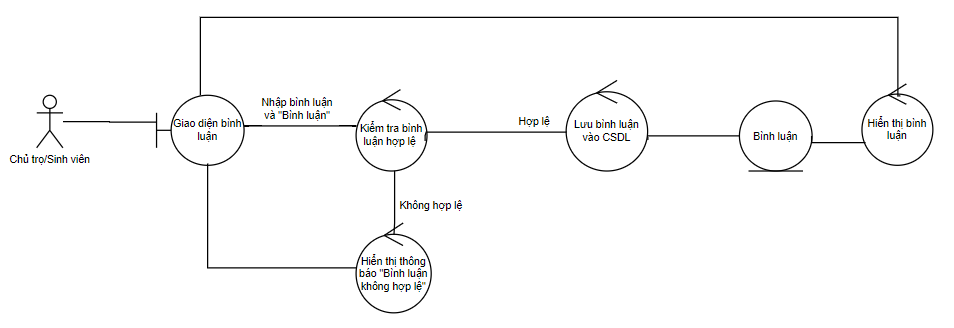 Chủ trọ/Sinh viên
Giao diện bình
luận
Nhập bình luận
và "Bình luận"
Kiểm tra bình
luận hợp lệ
Hợp lệ
Lưu bình luận
vào CSDL
Bình luận
Hiển thị bình
luận
Không hợp lệ
Hiển thị thông
báo "Bình luận
không hợp lệ"